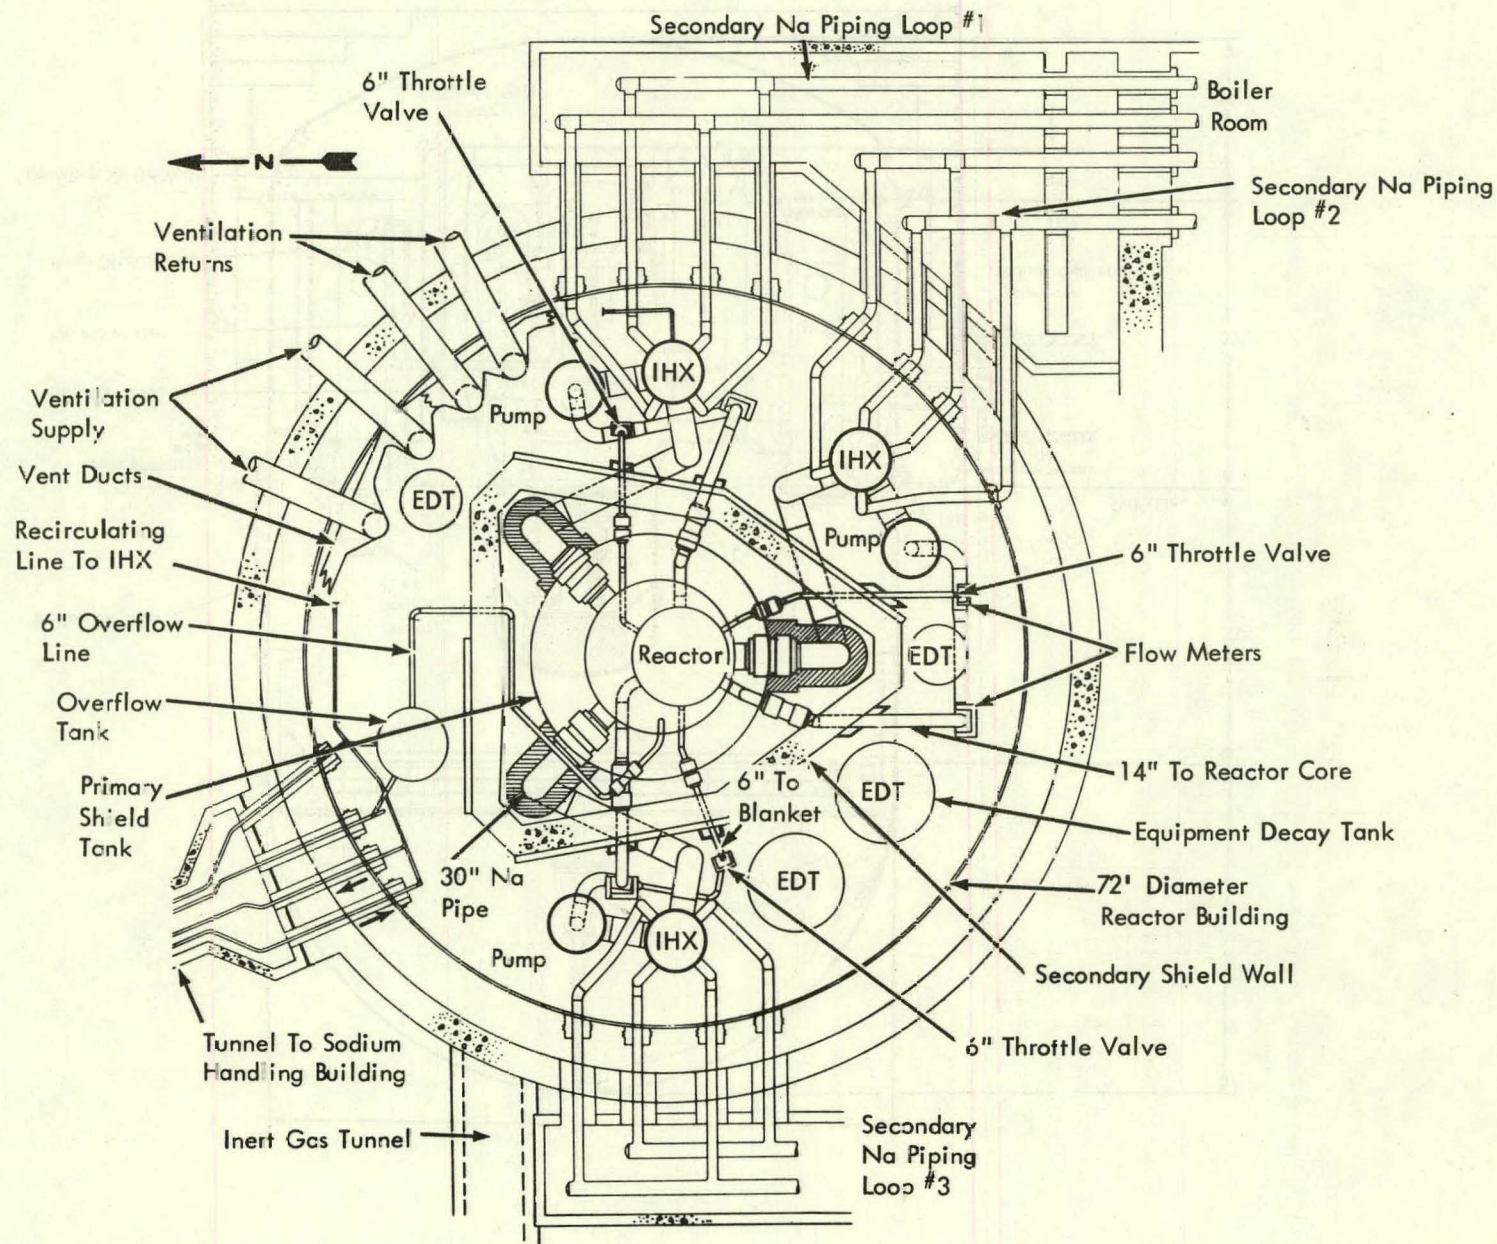 Secondary Na Piping Loop #1
6" Throttle
Valve
Boiler
Room
N
Secondary Na Piping
Loop #2
Ventilation
Returns
IHX
Pump
Ventilation
Supply
IHX
Vent Ducts
EDT
Recirculating
Line To IHX
Pump
6" Throttle Valve
6" Overflow
Line
Reactor
EDT
Flow Meters
Overflow
Tank
14" To Reactor Core
Primary
Shield
Tank
6" To
Blanket
EDT
Equipment Decay Tank
30" Na
Pipe
EDT
72' Diameter
Reactor Building
IHX
Pump
Secondary Shield Wall
Tunnel To Sodium
Handling Building
6" Throttle Valve
Inert Gas Tunnel
Secondary
Na Piping
Loop #3